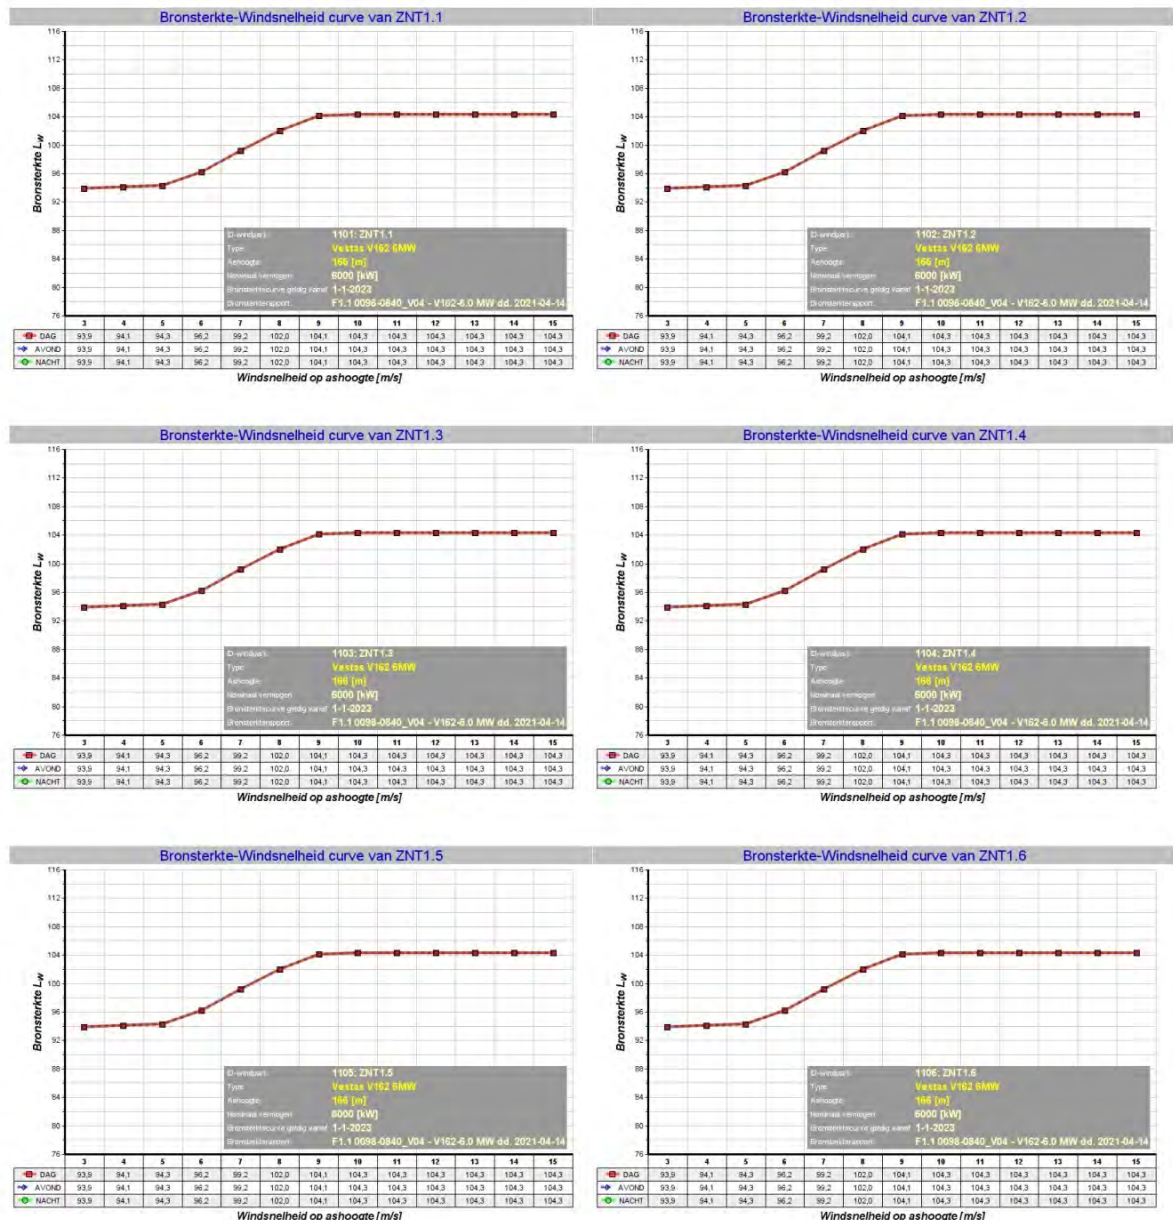 Bronsterkte-Windsnelheid curve van ZNT1.1
116
112
108
104
100
96
92
88
84
80
76
Bronsterkte LW
ID-windpark: 1101: ZNT1.1
Type: Vestas V162 6MW
Ashoogte: 166 [m]
Nominaal vermogen: 6000 [kW]
Bronsterktecurve geldig vanaf: 1-1-2023
Bronsterkterapport: F1.1 0098-0840_V04 - V162-6.0 MW dd. 2021-04-14
3 4 5 6 7 8 9 10 11 12 13 14 15
DAG 93,9 94,1 94,3 96,2 99,2 102,0 104,1 104,3 104,3 104,3 104,3 104,3 104,3
AVOND 93,9 94,1 94,3 96,2 99,2 102,0 104,1 104,3 104,3 104,3 104,3 104,3 104,3
NACHT 93,9 94,1 94,3 96,2 99,2 102,0 104,1 104,3 104,3 104,3 104,3 104,3 104,3
Windsnelheid op ashoogte [m/s]
Bronsterkte-Windsnelheid curve van ZNT1.2
116
112
108
104
100
96
92
88
84
80
76
Bronsterkte LW
ID-windpark: 1102: ZNT1.2
Type: Vestas V162 6MW
Ashoogte: 166 [m]
Nominaal vermogen: 6000 [kW]
Bronsterktecurve geldig vanaf: 1-1-2023
Bronsterkterapport: F1.1 0098-0840_V04 - V162-6.0 MW dd. 2021-04-14
3 4 5 6 7 8 9 10 11 12 13 14 15
DAG 93,9 94,1 94,3 96,2 99,2 102,0 104,1 104,3 104,3 104,3 104,3 104,3 104,3
AVOND 93,9 94,1 94,3 96,2 99,2 102,0 104,1 104,3 104,3 104,3 104,3 104,3 104,3
NACHT 93,9 94,1 94,3 96,2 99,2 102,0 104,1 104,3 104,3 104,3 104,3 104,3 104,3
Windsnelheid op ashoogte [m/s]
Bronsterkte-Windsnelheid curve van ZNT1.3
116
112
108
104
100
96
92
88
84
80
76
Bronsterkte LW
ID-windpark: 1103: ZNT1.3
Type: Vestas V162 6MW
Ashoogte: 166 [m]
Nominaal vermogen: 6000 [kW]
Bronsterktecurve geldig vanaf: 1-1-2023
Bronsterkterapport: F1.1 0098-0840_V04 - V162-6.0 MW dd. 2021-04-14
3 4 5 6 7 8 9 10 11 12 13 14 15
DAG 93,9 94,1 94,3 96,2 99,2 102,0 104,1 104,3 104,3 104,3 104,3 104,3 104,3
AVOND 93,9 94,1 94,3 96,2 99,2 102,0 104,1 104,3 104,3 104,3 104,3 104,3 104,3
NACHT 93,9 94,1 94,3 96,2 99,2 102,0 104,1 104,3 104,3 104,3 104,3 104,3 104,3
Windsnelheid op ashoogte [m/s]
Bronsterkte-Windsnelheid curve van ZNT1.4
116
112
108
104
100
96
92
88
84
80
76
Bronsterkte LW
ID-windpark: 1104: ZNT1.4
Type: Vestas V162 6MW
Ashoogte: 166 [m]
Nominaal vermogen: 6000 [kW]
Bronsterktecurve geldig vanaf: 1-1-2023
Bronsterkterapport: F1.1 0098-0840_V04 - V162-6.0 MW dd. 2021-04-14
3 4 5 6 7 8 9 10 11 12 13 14 15
DAG 93,9 94,1 94,3 96,2 99,2 102,0 104,1 104,3 104,3 104,3 104,3 104,3 104,3
AVOND 93,9 94,1 94,3 96,2 99,2 102,0 104,1 104,3 104,3 104,3 104,3 104,3 104,3
NACHT 93,9 94,1 94,3 96,2 99,2 102,0 104,1 104,3 104,3 104,3 104,3 104,3 104,3
Windsnelheid op ashoogte [m/s]
Bronsterkte-Windsnelheid curve van ZNT1.5
116
112
108
104
100
96
92
88
84
80
76
Bronsterkte LW
ID-windpark: 1105: ZNT1.5
Type: Vestas V162 6MW
Ashoogte: 166 [m]
Nominaal vermogen: 6000 [kW]
Bronsterktecurve geldig vanaf: 1-1-2023
Bronsterkterapport: F1.1 0098-0840_V04 - V162-6.0 MW dd. 2021-04-14
3 4 5 6 7 8 9 10 11 12 13 14 15
DAG 93,9 94,1 94,3 96,2 99,2 102,0 104,1 104,3 104,3 104,3 104,3 104,3 104,3
AVOND 93,9 94,1 94,3 96,2 99,2 102,0 104,1 104,3 104,3 104,3 104,3 104,3 104,3
NACHT 93,9 94,1 94,3 96,2 99,2 102,0 104,1 104,3 104,3 104,3 104,3 104,3 104,3
Windsnelheid op ashoogte [m/s]
Bronsterkte-Windsnelheid curve van ZNT1.6
116
112
108
104
100
96
92
88
84
80
76
Bronsterkte LW
ID-windpark: 1106: ZNT1.6
Type: Vestas V162 6MW
Ashoogte: 166 [m]
Nominaal vermogen: 6000 [kW]
Bronsterktecurve geldig vanaf: 1-1-2023
Bronsterkterapport: F1.1 0098-0840_V04 - V162-6.0 MW dd. 2021-04-14
3 4 5 6 7 8 9 10 11 12 13 14 15
DAG 93,9 94,1 94,3 96,2 99,2 102,0 104,1 104,3 104,3 104,3 104,3 104,3 104,3
AVOND 93,9 94,1 94,3 96,2 99,2 102,0 104,1 104,3 104,3 104,3 104,3 104,3 104,3
NACHT 93,9 94,1 94,3 96,2 99,2 102,0 104,1 104,3 104,3 104,3 104,3 104,3 104,3
Windsnelheid op ashoogte [m/s]